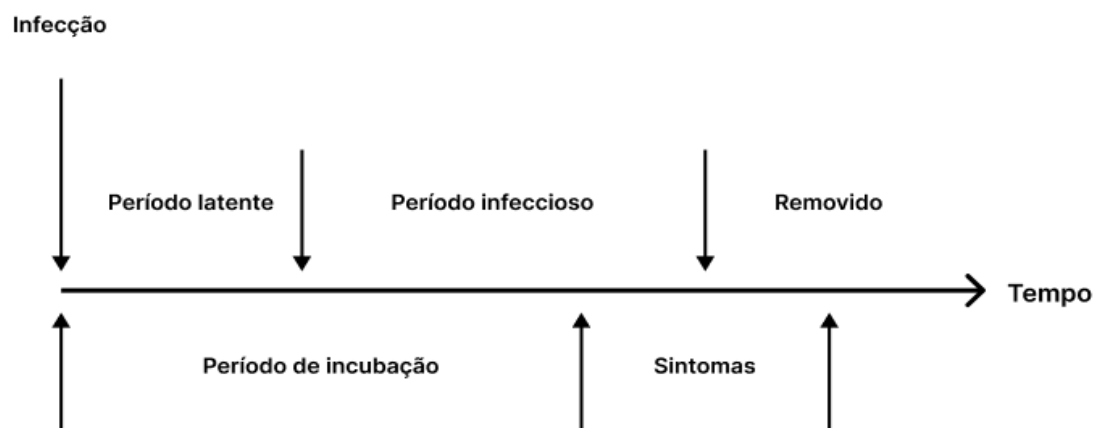 Infecção
Período latente
Período infeccioso
Removido
Tempo
Período de incubação
Sintomas